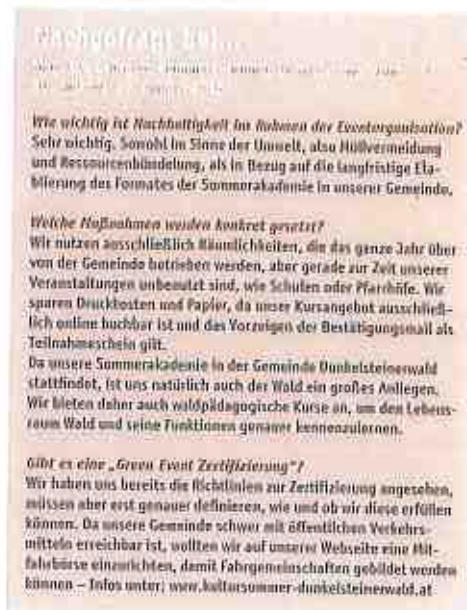 Nachgefragt bei...
Wie wichtig ist Nachhaltigkeit im Rahmen der Eventorganisation?
Sehr wichtig. Sowohl im Sinne der Umwelt, also Müllvermeidung
und Ressourcenbündelung, als in Bezug auf die langfristige Eta-
blierung des Formates der Sommerakademie in unserer Gemeinde.
Welche Maßnahmen werden konkret gesetzt?
Wir nutzen ausschließlich Räumlichkeiten, die das ganze Jahr über
von der Gemeinde betrieben werden, aber gerade zur Zeit unserer
Veranstaltungen unbenutzt sind, wie Schulen oder Pfarrhöfe. Wir
sparen Druckkosten und Papier, da unser Kursangebot ausschließ-
lich online buchbar ist und das Vorzeigen der Bestätigungsmail als
Teilnahmeschein gilt.
Da unsere Sommerakademie in der Gemeinde Dunkelsteinerwald
stattfindet, ist uns natürlich auch der Wald ein großes Anliegen.
Wir bieten daher auch waldpädagogische Kurse an, um den Lebens-
raum Wald und seine Funktionen genauer kennenzulernen.
Gibt es eine „Green Event Zertifizierung"?
Wir haben uns bereits die Richtlinien zur Zertifizierung angesehen,
müssen aber erst genauer definieren, wie und ob wir diese erfüllen
können. Da unsere Gemeinde schwer mit öffentlichen Verkehrs-
mitteln erreichbar ist, wollten wir auf unserer Webseite eine Mit-
fahrbörse einzurichten, damit Fahrgemeinschaften gebildet werden
können – Infos unter: www.kultursommer-dunkelsteinerwald.at